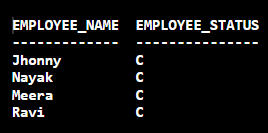 EMPLOYEE_NAME  EMPLOYEE_STATUS
-------------  ---------------
Jhonny         C
Nayak          C
Meera          C
Ravi           C